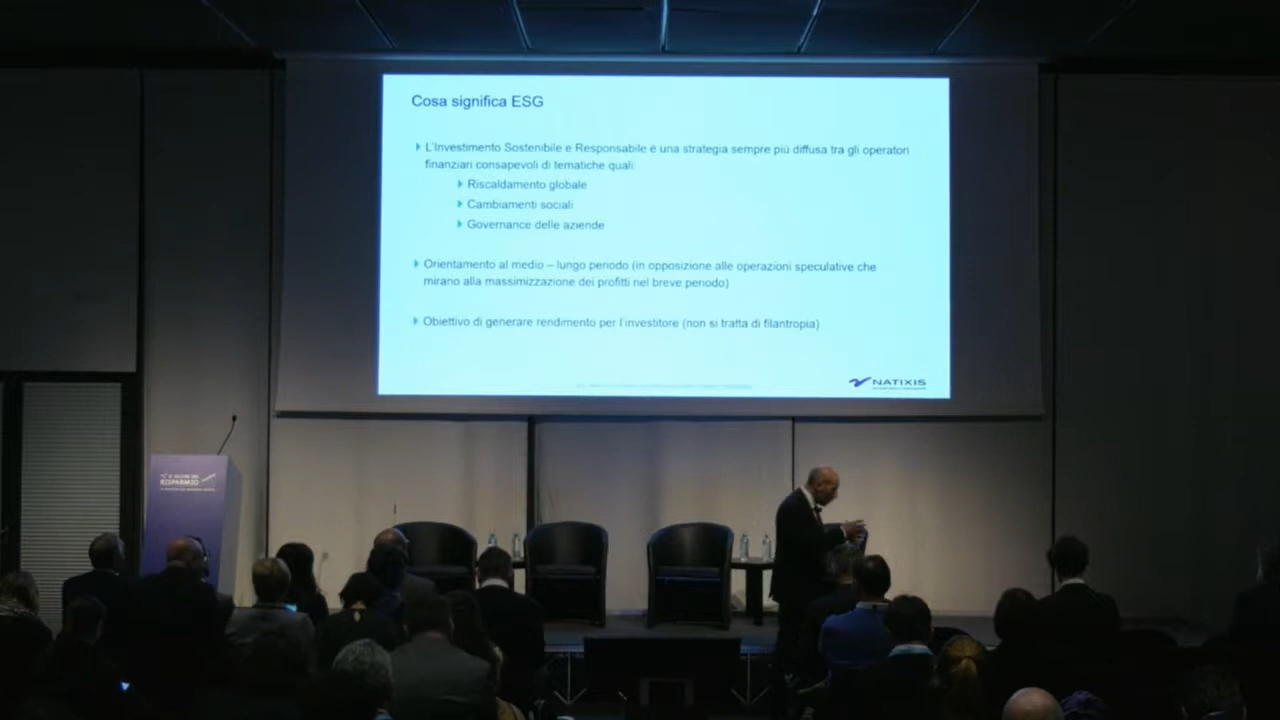 Cosa significa ESG
L'Investimento Sostenibile e Responsabile è una strategia sempre più diffusa tra gli operatori
finanziari consapevoli di tematiche quali:
Riscaldamento globale
Cambiamenti sociali
Governance delle aziende
Orientamento al medio – lungo periodo (in opposizione alle operazioni speculative che
mirano alla massimizzazione dei profitti nel breve periodo)
Obiettivo di generare rendimento per l'investitore (non si tratta di filantropia)
NATIXIS
RISPARMIO